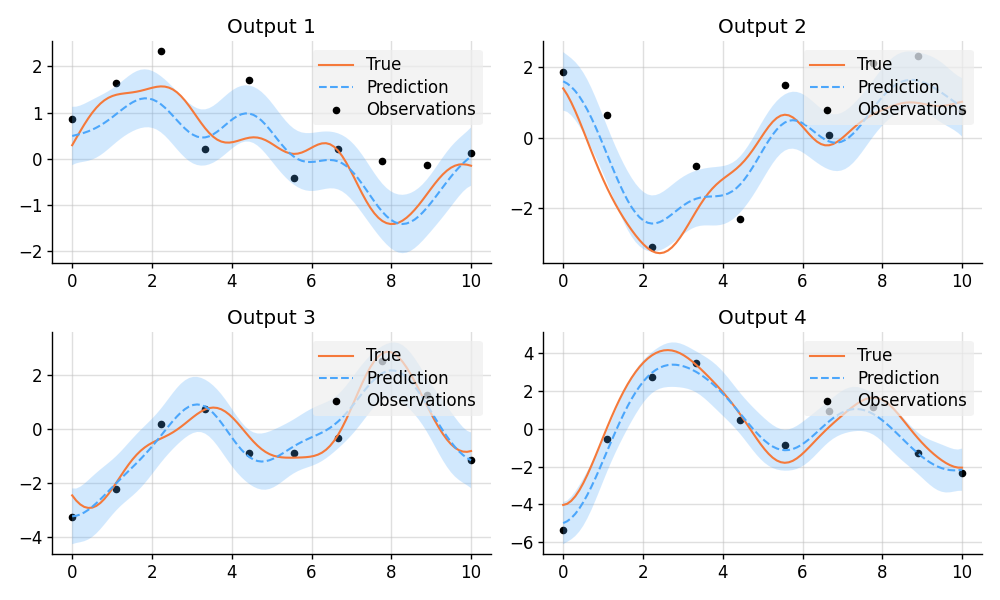 Output 1
True
Prediction
Observations
2
1
0
−1
−2
0 2 4 6 8 10
Output 2
True
Prediction
Observations
2
0
−2
0 2 4 6 8 10
Output 3
True
Prediction
Observations
2
0
−2
−4
0 2 4 6 8 10
Output 4
True
Prediction
Observations
4
2
0
−2
−4
−6
0 2 4 6 8 10